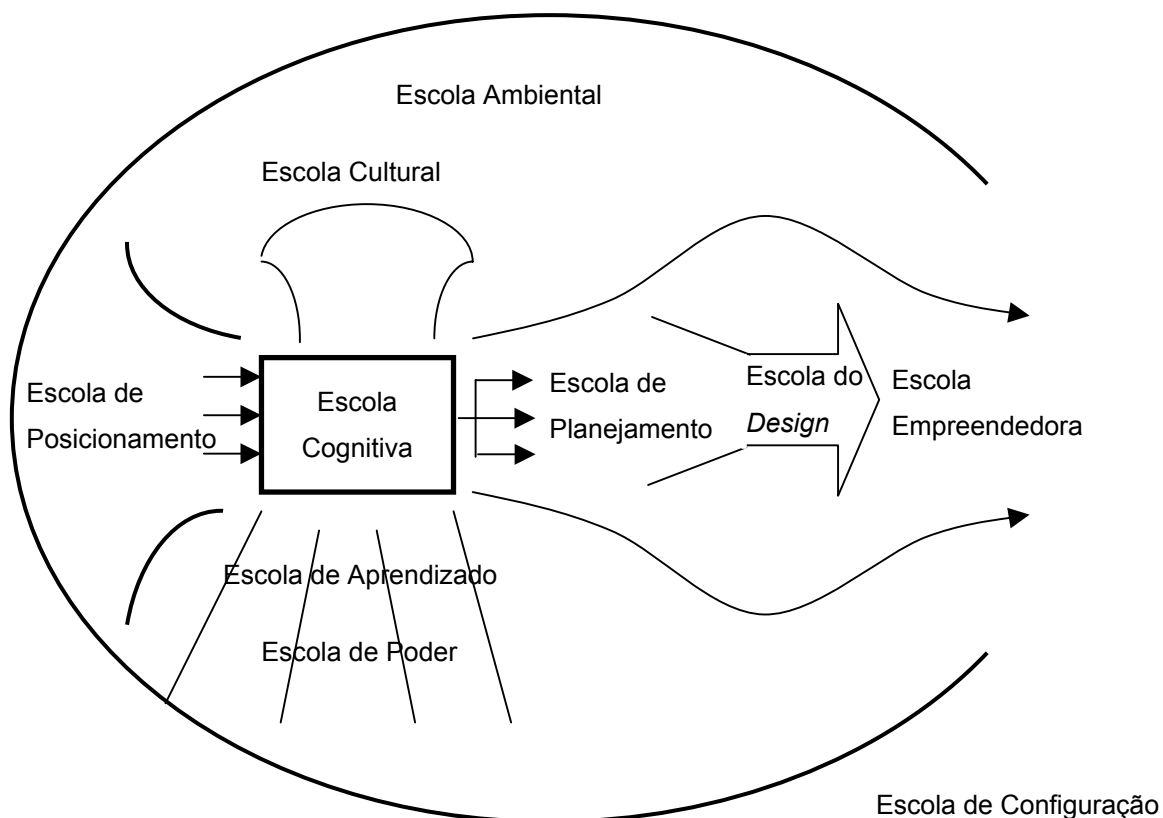 Escola Ambiental
Escola Cultural
Escola de
Posicionamento
Escola
Cognitiva
Escola de
Planejamento
Escola do
Design
Escola
Empreendedora
Escola de Aprendizado
Escola de Poder
Escola de Configuração